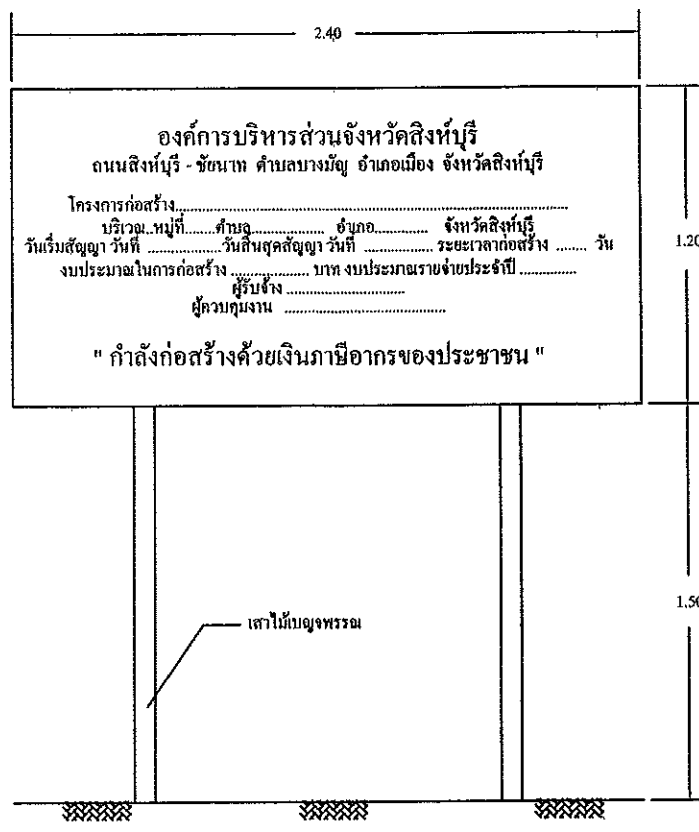 2.40
องค์การบริหารส่วนจังหวัดสิงห์บุรี
ถนนสิงห์บุรี - ชัยนาท ตำบลบางมัญ อำเภอเมือง จังหวัดสิงห์บุรี
โครงการก่อสร้าง..........................................................................................
บริเวณ..หมู่ที่.......ตำบล.................. อำเภอ............. จังหวัดสิงห์บุรี
วันเริ่มสัญญา วันที่ ..................วันสิ้นสุดสัญญา วันที่ ................. ระยะเวลาก่อสร้าง ........ วัน
งบประมาณในการก่อสร้าง ................... บาท งบประมาณรายจ่ายประจำปี ..............
ผู้รับจ้าง .............................
ผู้ควบคุมงาน .......................................
" กำลังก่อสร้างด้วยเงินภาษีอากรของประชาชน "
1.20
1.50
เสาไม้เบญจพรรณ